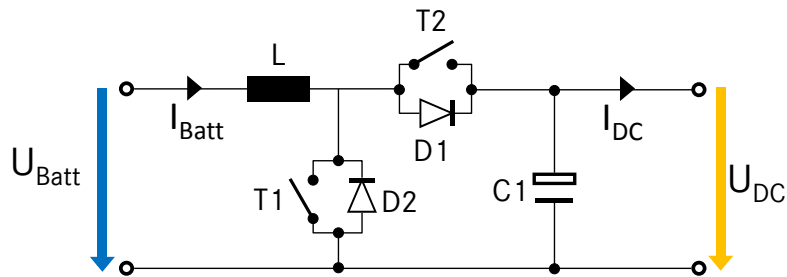 T2
L
I_Batt
D1
I_DC
U_Batt
T1
D2
C1
U_DC